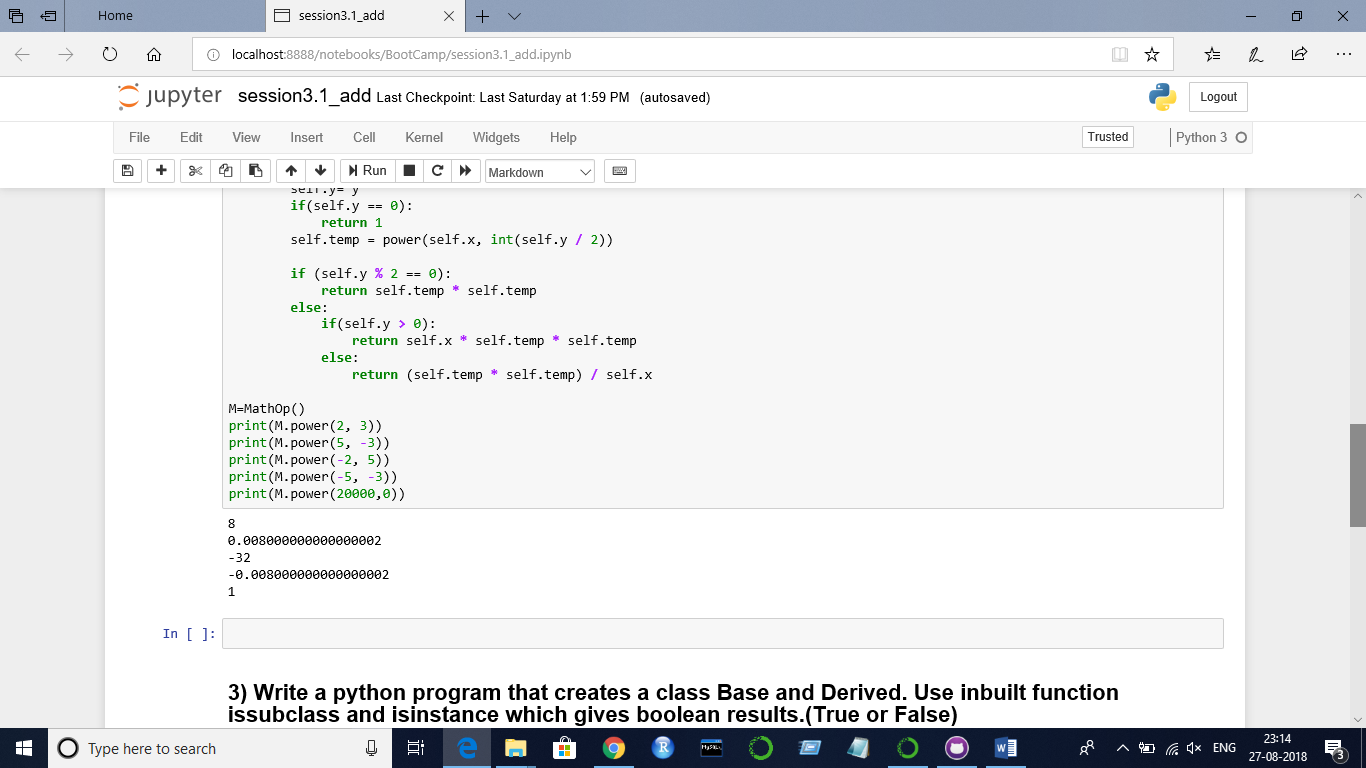 Home
session3.1_add
localhost:8888/notebooks/BootCamp/session3.1_add.ipynb
jupyter session3.1_add Last Checkpoint: Last Saturday at 1:59 PM (autosaved)
Logout
File Edit View Insert Cell Kernel Widgets Help
Trusted
Python 3
Run
Markdown
self.y= y
if(self.y == 0):
return 1
self.temp = power(self.x, int(self.y / 2))
if (self.y % 2 == 0):
return self.temp * self.temp
else:
if(self.y > 0):
return self.x * self.temp * self.temp
else:
return (self.temp * self.temp) / self.x
M=MathOp()
print(M.power(2, 3))
print(M.power(5, -3))
print(M.power(-2, 5))
print(M.power(-5, -3))
print(M.power(20000,0))
8
0.008000000000000002
-32
-0.008000000000000002
1
In [ ]:
3) Write a python program that creates a class Base and Derived. Use inbuilt function
issubclass and isinstance which gives boolean results.(True or False)
Type here to search
R
MySQL
W
ENG
23:14
27-08-2018
3